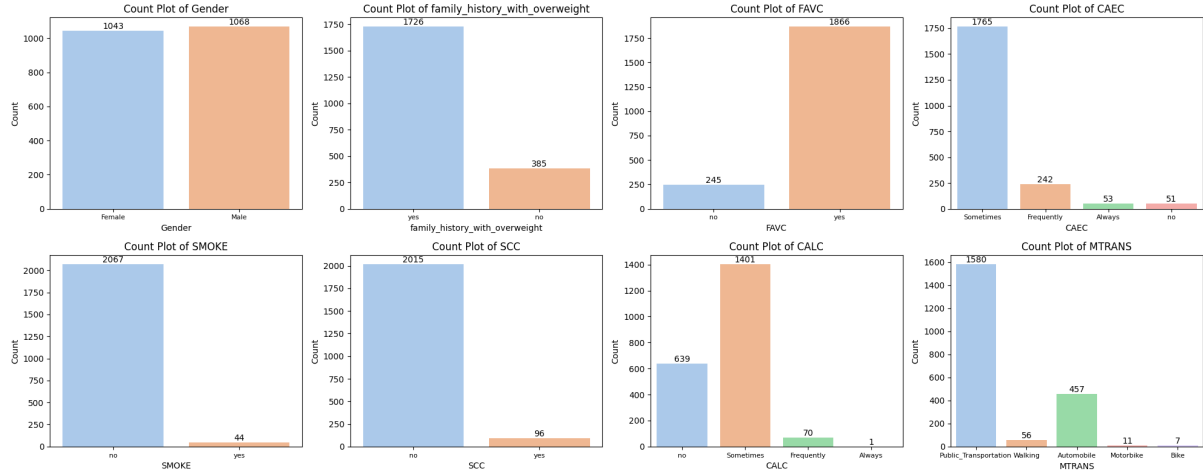 Count Plot of Gender
1043
1068
1000
800
600
400
200
0
Count
Female
Male
Gender
Count Plot of family_history_with_overweight
1726
385
1750
1500
1250
1000
750
500
250
0
Count
yes
no
family_history_with_overweight
Count Plot of FAVC
1866
245
1750
1500
1250
1000
750
500
250
0
Count
no
yes
FAVC
Count Plot of CAEC
1765
242
53
51
1750
1500
1250
1000
750
500
250
0
Count
Sometimes
Frequently
Always
no
CAEC
Count Plot of SMOKE
2067
44
2000
1750
1500
1250
1000
750
500
250
0
Count
no
yes
SMOKE
Count Plot of SCC
2015
96
2000
1750
1500
1250
1000
750
500
250
0
Count
no
yes
SCC
Count Plot of CALC
639
1401
70
1
1400
1200
1000
800
600
400
200
0
Count
no
Sometimes
Frequently
Always
CALC
Count Plot of MTRANS
1580
56
457
11
7
1600
1400
1200
1000
800
600
400
200
0
Count
Public_Transportation
Walking
Automobile
Motorbike
Bike
MTRANS